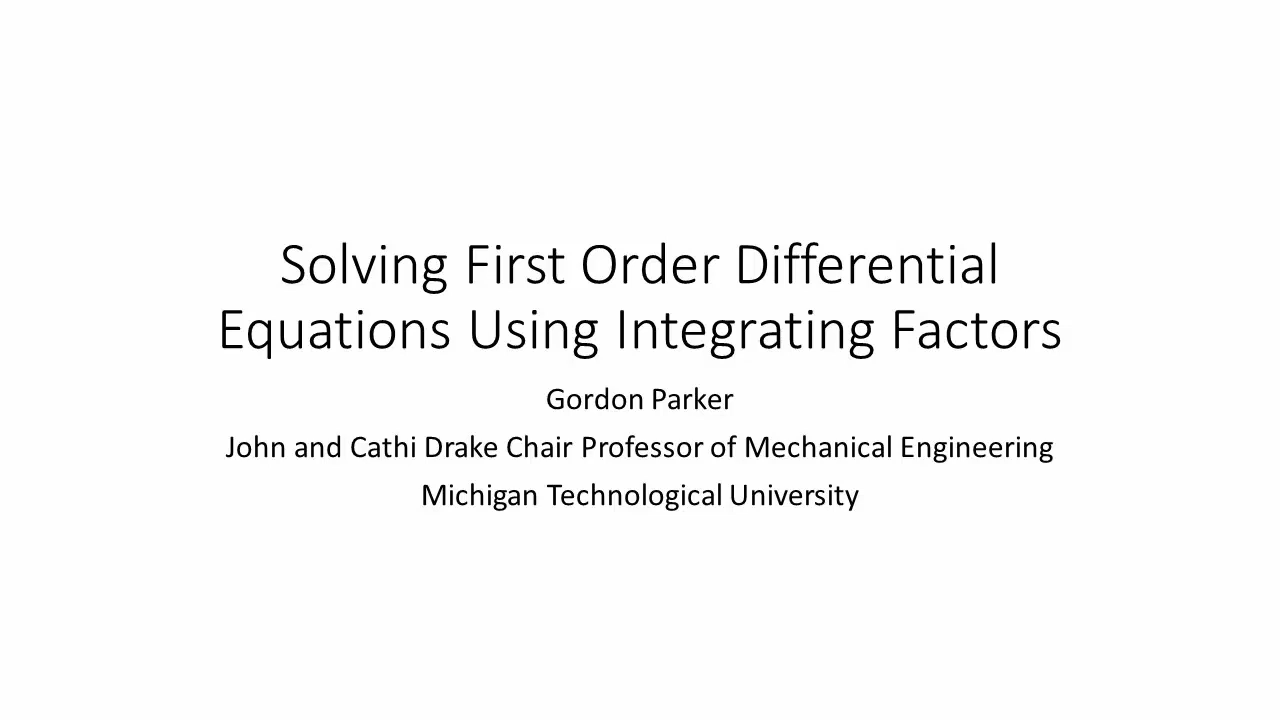 Solving First Order Differential
Equations Using Integrating Factors
Gordon Parker
John and Cathi Drake Chair Professor of Mechanical Engineering
Michigan Technological University